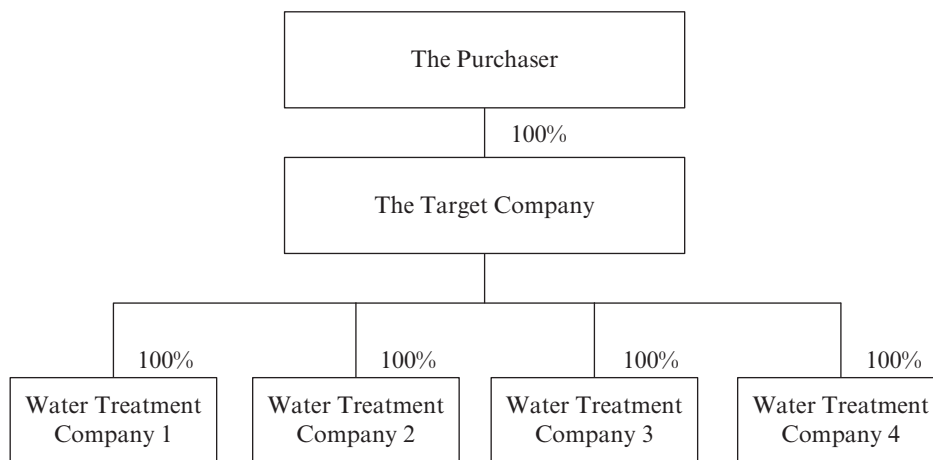 The Purchaser
100%
The Target Company
100%
100%
100%
100%
Water Treatment
Company 1
Water Treatment
Company 2
Water Treatment
Company 3
Water Treatment
Company 4